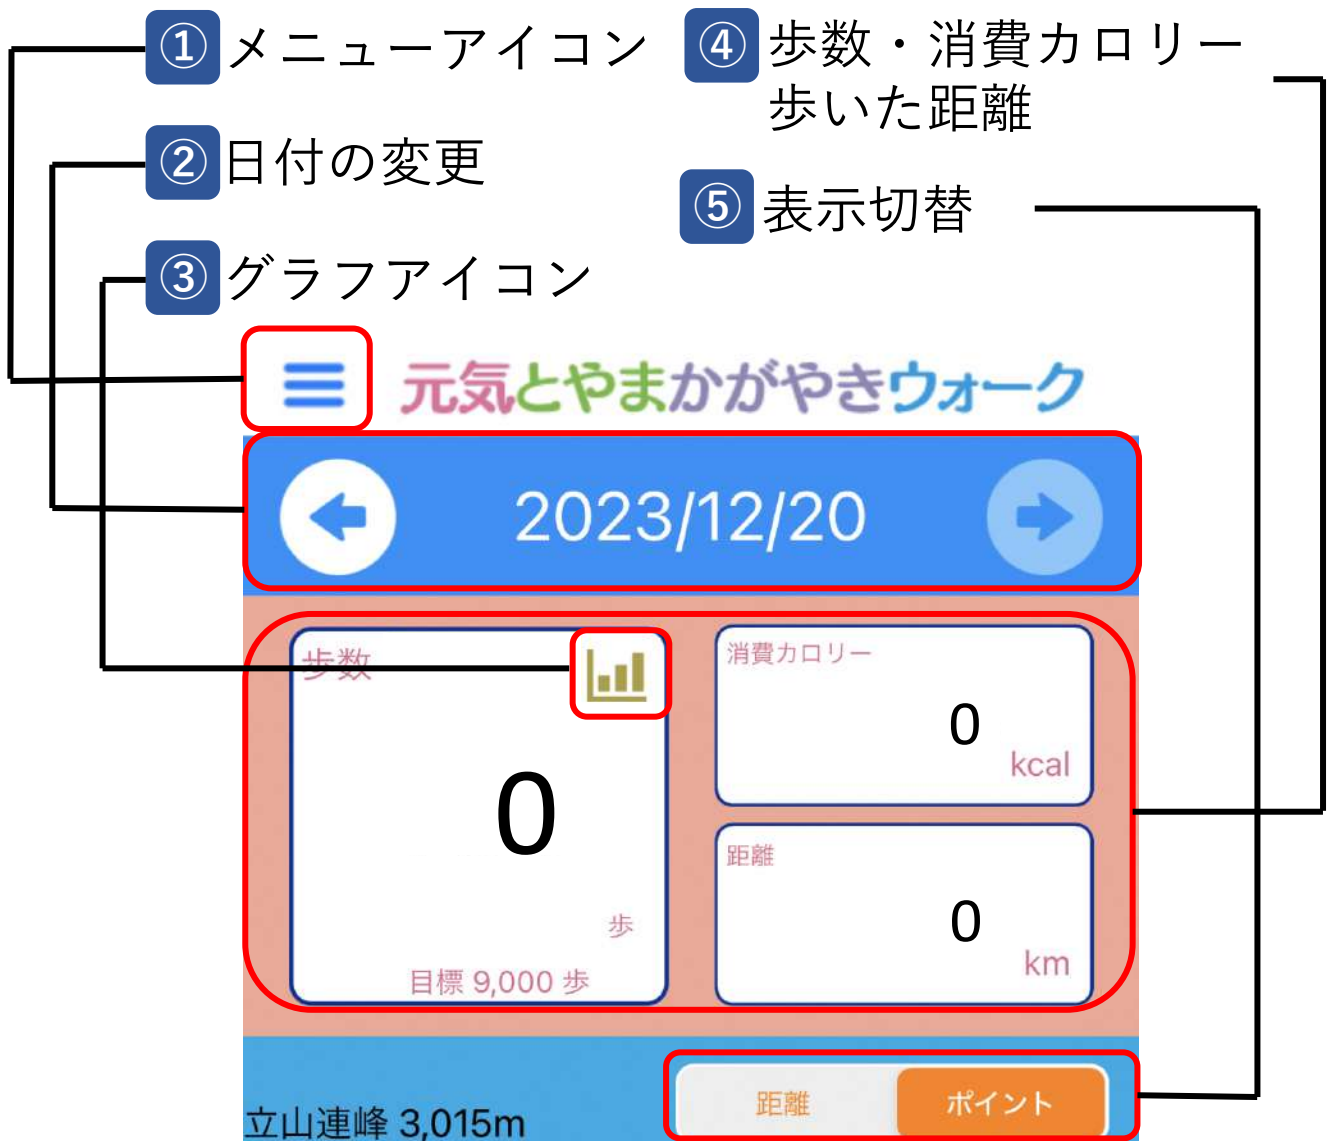 ① メニューアイコン
② 日付の変更
③ グラフアイコン
④ 歩数・消費カロリー
歩いた距離
⑤ 表示切替
元気とやまかがやきウォーク
2023/12/20
歩数
0
歩
目標 9,000 歩
消費カロリー
0
kcal
距離
0
km
立山連峰 3,015m
距離
ポイント